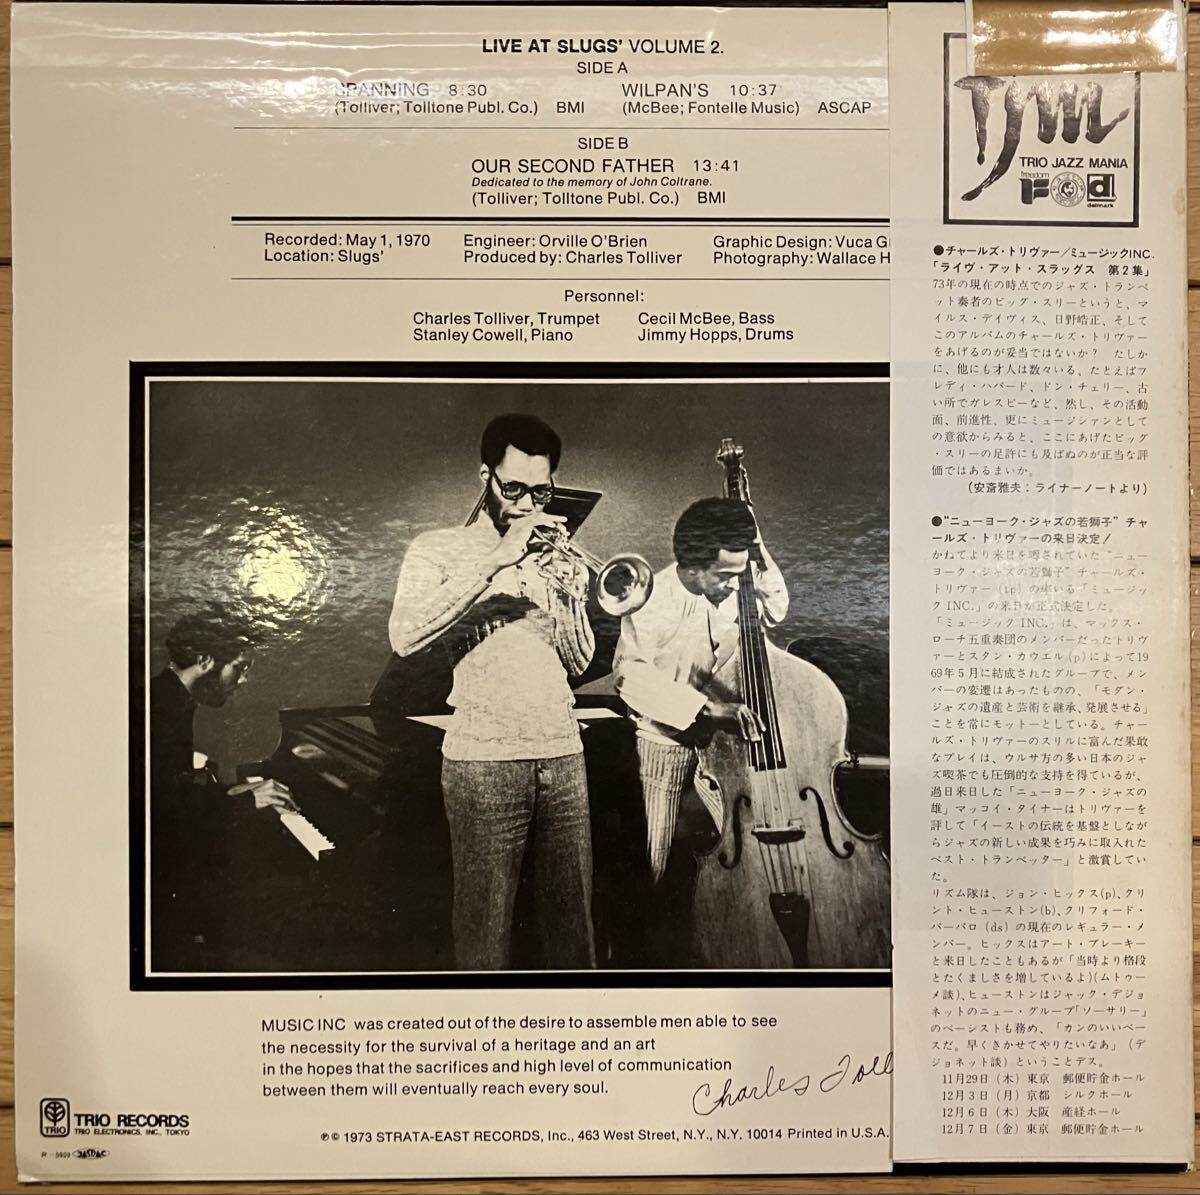 LIVE AT SLUGS' VOLUME 2.
SIDE A
SPANNING 8:30
(Tolliver; Tolltone Publ. Co.) BMI
WILPAN'S 10:37
(McBee; Fontelle Music) ASCAP
SIDE B
OUR SECOND FATHER 13:41
Dedicated to the memory of John Coltrane.
(Tolliver; Tolltone Publ. Co.) BMI
Recorded: May 1, 1970
Location: Slugs'
Engineer: Orville O'Brien
Produced by: Charles Tolliver
Graphic Design: Vuca G
Photography: Wallace H
Personnel:
Charles Tolliver, Trumpet
Stanley Cowell, Piano
Cecil McBee, Bass
Jimmy Hopps, Drums
MUSIC INC was created out of the desire to assemble men able to see
the necessity for the survival of a heritage and an art
in the hopes that the sacrifices and high level of communication
between them will eventually reach every soul.
Charles Toll
TRIO
TRIO RECORDS
TRIO ELECTRONICS, INC., TOKYO
JASRAC
℗© 1973 STRATA-EAST RECORDS, Inc., 463 West Street, N.Y., N.Y. 10014 Printed in U.S.A.
TJM
TRIO JAZZ MANIA
freedom
F
d
delmark
●チャールズ・トリヴァー/ミュージックINC.
「ライヴ・アット・スラッグス 第2集」
73年の現在の時点でのジャズ・トランペ
ット奏者のビッグ・スリーというと、マ
イルス・デイヴィス、日野皓正、そして
このアルバムのチャールズ・トリヴァー
をあげるのが妥当ではないか? たしか
に、他にも才人は数々いる、たとえばフ
レディ・ハバード、ドン・チェリー、古
い所でガレスピーなど、然し、その活動
面、前進性、更にミュージシァンとして
の意欲からみると、ここにあげたビッグ
・スリーの足許にも及ばぬのが正当な評
価ではあるまいか。
(安斎雅夫:ライナーノートより)
●“ニューヨーク・ジャズの若獅子”チャ
ールズ・トリヴァーの来日決定!
かねてより来日を噂されていた“ニュー
ヨーク・ジャズの若獅子”チャールズ・
トリヴァー(tp)の率いる「ミュージッ
ク INC.」の来日が正式決定した。
「ミュージック INC.」は、マックス・
ローチ五重奏団のメンバーだったトリヴ
ァーとスタン・カウエル(p)によって19
69年5月に結成されたグループで、メン
バーの変遷はあったものの、「モダン・
ジャズの遺産と芸術を継承、発展させる」
ことを常にモットーとしている。チャー
ルズ・トリヴァーのスリルに富んだ果敢
なプレイは、ウルサ方の多い日本のジャ
ズ喫茶でも圧倒的な支持を得ているが、
過日来日した「ニューヨーク・ジャズの
雄」マッコイ・タイナーはトリヴァーを
評して「イーストの伝統を基盤としなが
らジャズの新しい成果を巧みに取入れた
ベスト・トランペッター」と激賞してい
た。
リズム隊は、ジョン・ヒックス(p)、クリ
ント・ヒューストン(b)、クリフォード・
バーバロ(ds)の現在のレギュラー・メ
ンバー。ヒックスはアート・ブレーキー
と来日したこともあるが「当時より格段
とたくましさを増しているよ)(ムトゥー
メ談)、ヒューストンはジャック・デジョ
ネットのニュー・グループ「ソーサリー」
のベーシストも務め、「カンのいいベー
スだ。早くきかせてやりたいなあ」(デ
ジョネット談)ということデス。
11月29日(木)東京 郵便貯金ホール
12月3日(月)京都 シルクホール
12月6日(木)大阪 産経ホール
12月7日(金)東京 郵便貯金ホール